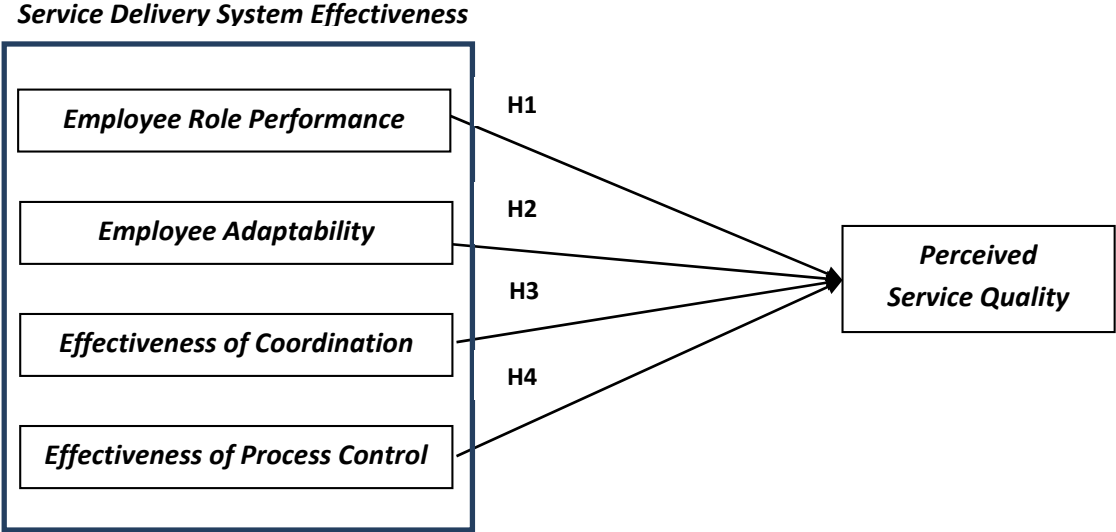 Service Delivery System Effectiveness
Employee Role Performance
H1
Employee Adaptability
H2
Perceived
Service Quality
H3
Effectiveness of Coordination
H4
Effectiveness of Process Control